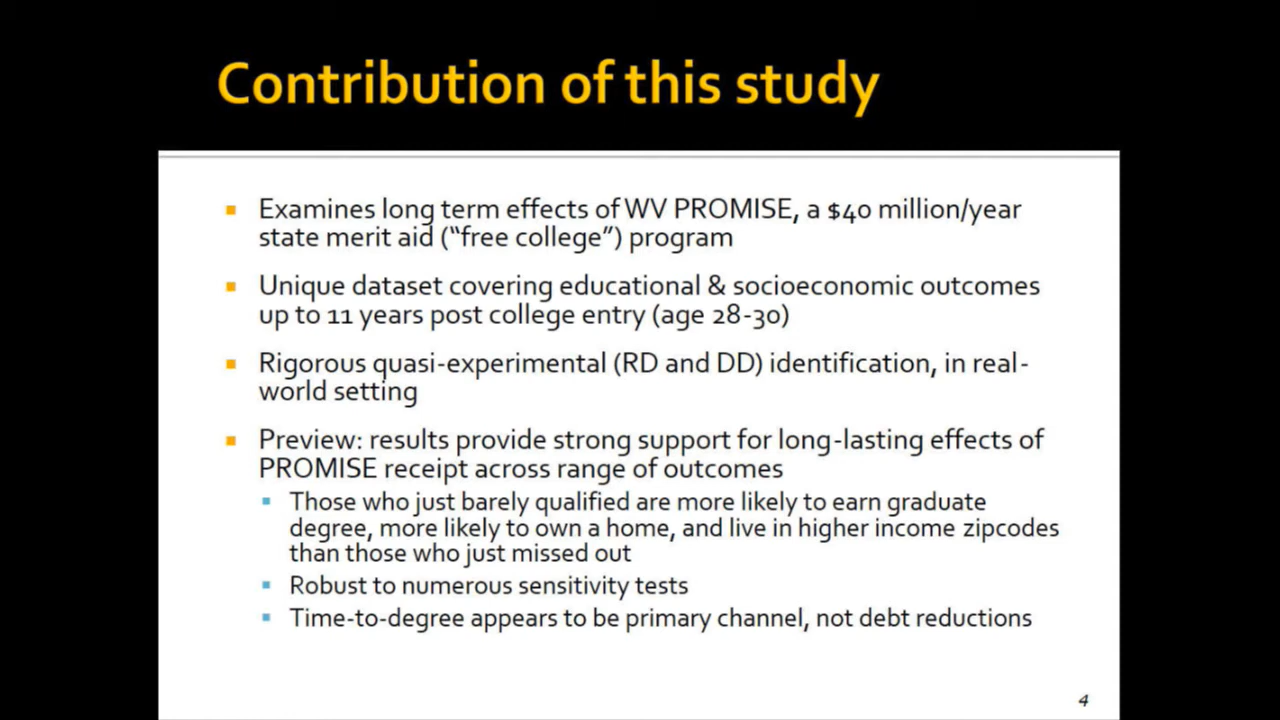 Contribution of this study
Examines long term effects of WV PROMISE, a $40 million/year
state merit aid (“free college”) program
Unique dataset covering educational & socioeconomic outcomes
up to 11 years post college entry (age 28-30)
Rigorous quasi-experimental (RD and DD) identification, in real-
world setting
Preview: results provide strong support for long-lasting effects of
PROMISE receipt across range of outcomes
Those who just barely qualified are more likely to earn graduate
degree, more likely to own a home, and live in higher income zipcodes
than those who just missed out
Robust to numerous sensitivity tests
Time-to-degree appears to be primary channel, not debt reductions
4